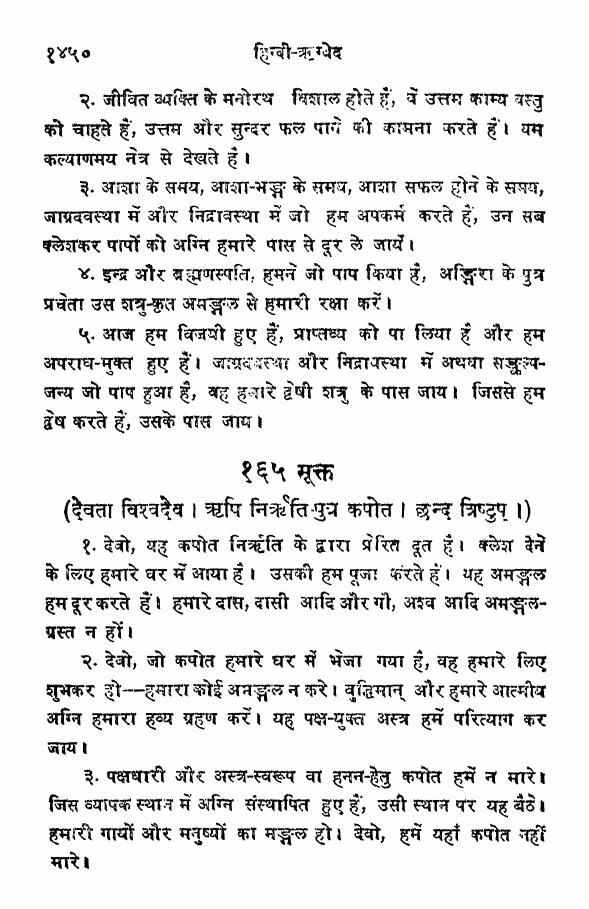 १४५० हिन्दी-ऋग्वेद
२. जीवित व्यक्ति के मनोरथ विशाल होते हैं, वे उत्तम काम्य वस्तु
को चाहते हैं, उत्तम और सुन्दर फल पाने की कामना करते हैं। यम
कल्याणमय नेत्र से देखते हैं।
३. आशा के समय, आशा-भङ्ग के समय, आशा सफल होने के समय,
जाग्रदवस्था में और निद्रावस्था में जो हम अपकर्म करते हैं, उन सब
क्लेशकर पापों को अग्नि हमारे पास से दूर ले जायें।
४. इन्द्र और ब्रह्मणस्पति, हमने जो पाप किया है, अङ्गिरा के पुत्र
प्रचेता उस शत्रु-कृत अमङ्गल से हमारी रक्षा करें।
५. आज हम विजयी हुए हैं, प्राप्तव्य को पा लिया है और हम
अपराध-मुक्त हुए हैं। जाग्रदवस्था और निद्रावस्था में अथवा सङ्कल्प-
जन्य जो पाप हुआ है, वह हमारे द्वेषी शत्रु के पास जाय। जिससे हम
द्वेष करते हैं, उसके पास जाय।
१६५ सूक्त
(देवता विश्वदेव। ऋषि निर्ऋति-पुत्र कपोत। छन्द त्रिष्टुप्।)
१. देवो, यह कपोत निर्ऋति के द्वारा प्रेरित दूत है। क्लेश देने
के लिए हमारे घर में आया है। उसकी हम पूजा करते हैं। यह अमङ्गल
हम दूर करते हैं। हमारे दास, दासी आदि और गौ, अश्व आदि अमङ्गल-
ग्रस्त न हों।
२. देवो, जो कपोत हमारे घर में भेजा गया है, वह हमारे लिए
शुभकर हो--हमारा कोई अमङ्गल न करे। बुद्धिमान् और हमारे आत्मीय
अग्नि हमारा हव्य ग्रहण करें। यह पक्ष-युक्त अस्त्र हमें परित्याग कर
जाय।
३. पक्षधारी और अस्त्र-स्वरूप वा हनन-हेतु कपोत हमें न मारे।
जिस व्यापक स्थान में अग्नि संस्थापित हुए हैं, उसी स्थान पर यह बैठे।
हमारी गायों और मनुष्यों का मङ्गल हो। देवो, हमें यहाँ कपोत नहीं
मारे।